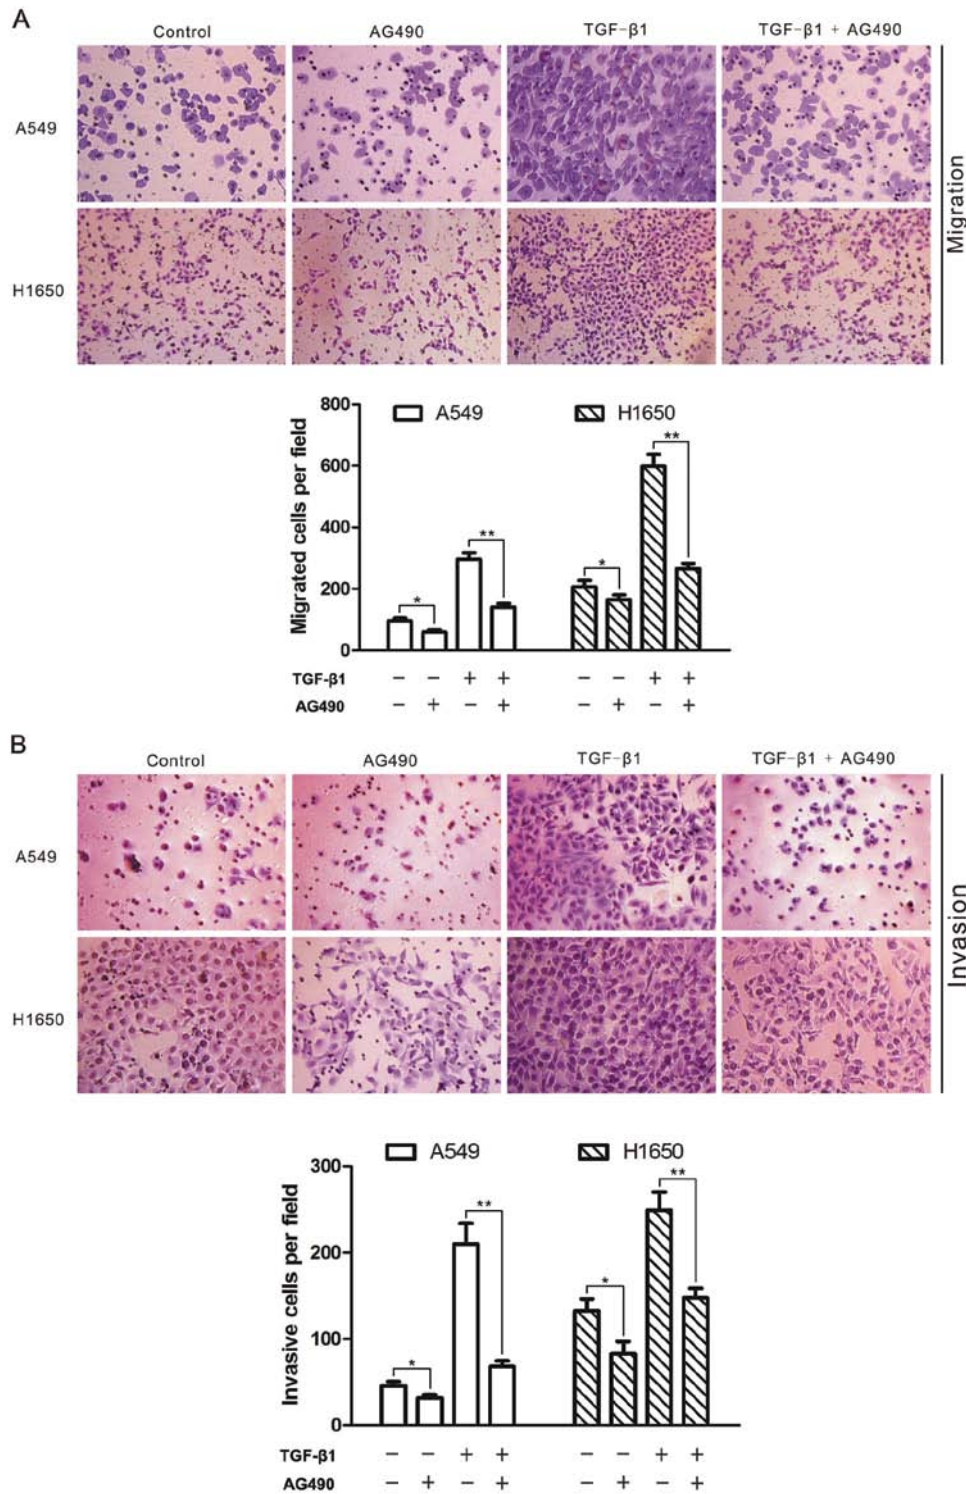 A
Control AG490 TGF-β1 TGF-β1 + AG490
A549
Migration
H1650
800
A549 H1650
Migrated cells per field
600
**
400
**
*
200
*
0
TGF-β1 − − + + − − + +
AG490 − + − + − + − +
B
Control AG490 TGF-β1 TGF-β1 + AG490
A549
Invasion
H1650
A549 H1650
300
**
**
Invasive cells per field
200
*
100
*
0
TGF-β1 − − + + − − + +
AG490 − + − + − + − +